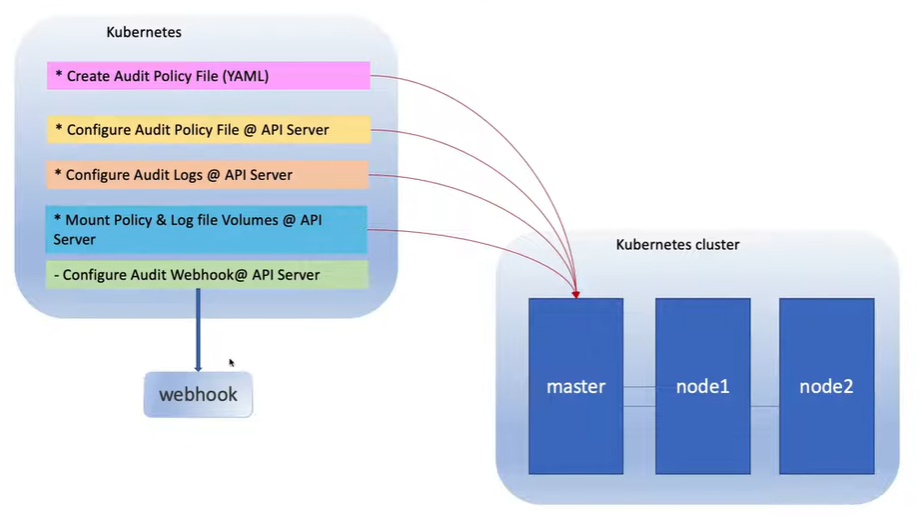 Kubernetes
* Create Audit Policy File (YAML)
* Configure Audit Policy File @ API Server
* Configure Audit Logs @ API Server
* Mount Policy & Log file Volumes @ API
Server
- Configure Audit Webhook@ API Server
webhook
Kubernetes cluster
master
node1
node2